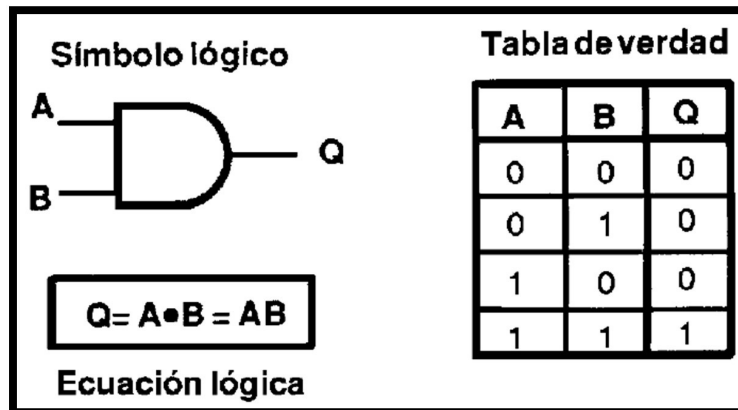 Símbolo lógico
A
B
Q
Q= A•B = AB
Ecuación lógica
Tabla de verdad
A B Q
0 0 0
0 1 0
1 0 0
1 1 1